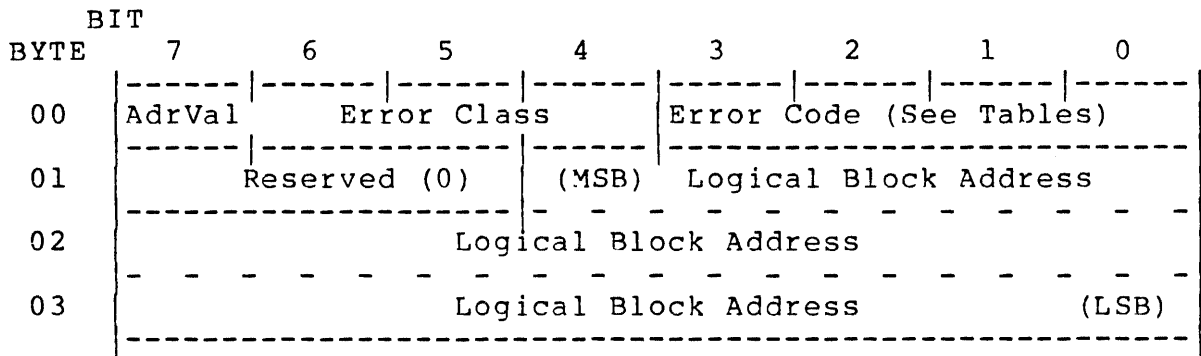 BIT
BYTE 7 6 5 4 3 2 1 0
00 AdrVal Error Class Error Code (See Tables)
01 Reserved (0) (MSB) Logical Block Address
02 Logical Block Address
03 Logical Block Address (LSB)